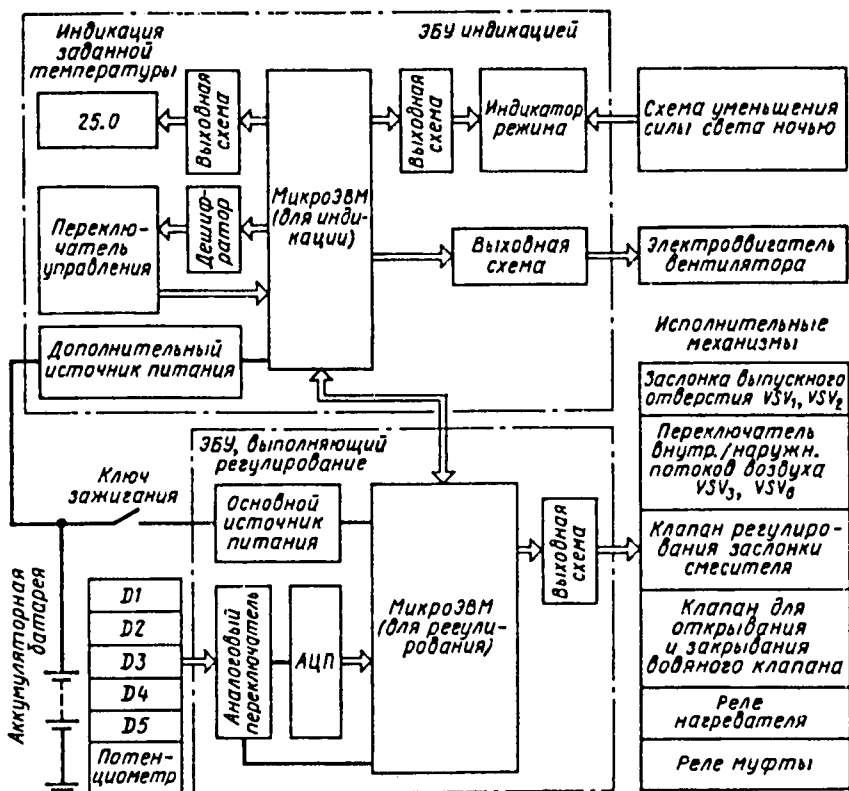 Индикация
заданной
температуры
ЭБУ индикацией
25.0
Выходная
схема
МикроЭВМ
(для инди-
кации)
Выходная
схема
Индикатор
режима
Схема уменьшения
силы света ночью
Переклю-
чатель
управления
Дешиф-
ратор
Выходная
схема
Электродвигатель
вентилятора
Дополнительный
источник питания
Исполнительные
механизмы
Заслонка выпускного
отверстия VSV1, VSV2
Переключатель
внутр./наружн.
потоков воздуха
VSV3, VSV6
Клапан регулиро-
вания заслонки
смесителя
Клапан для
открывания
и закрывания
водяного клапана
Реле
нагревателя
Реле муфты
ЭБУ, выполняющий
регулирование
Ключ
зажигания
Основной
источник
питания
МикроЭВМ
(для регули-
рования)
Выходная
схема
Аккумуляторная
батарея
D1
D2
D3
D4
D5
Потен-
циометр
Аналоговый
переключатель
АЦП